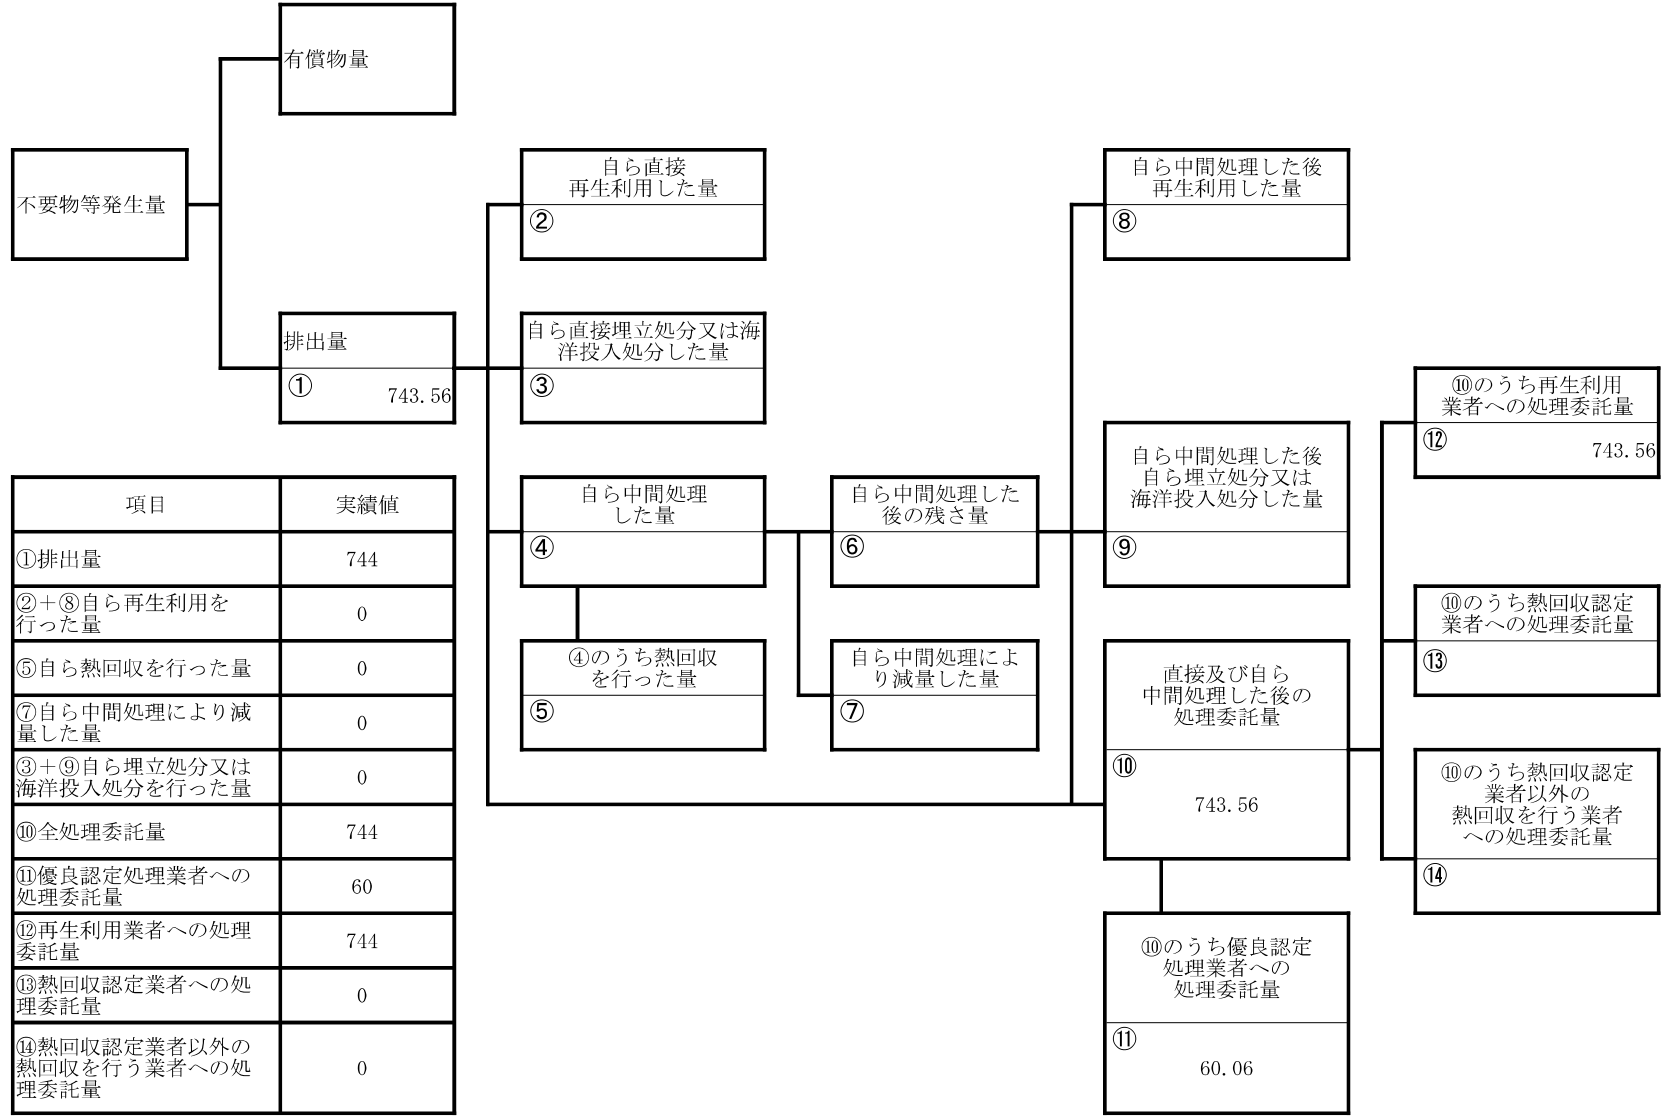 有償物量
不要物等発生量
排出量
①
743.56
自ら直接
再生利用した量
②
自ら直接埋立処分又は海
洋投入処分した量
③
自ら中間処理
した量
④
④のうち熱回収
を行った量
⑤
自ら中間処理した
後の残さ量
⑥
自ら中間処理によ
り減量した量
⑦
自ら中間処理した後
再生利用した量
⑧
自ら中間処理した後
自ら埋立処分又は
海洋投入処分した量
⑨
直接及び自ら
中間処理した後の
処理委託量
⑩
743.56
⑩のうち優良認定
処理業者への
処理委託量
⑪
60.06
⑩のうち再生利用
業者への処理委託量
⑫
743.56
⑩のうち熱回収認定
業者への処理委託量
⑬
⑩のうち熱回収認定
業者以外の
熱回収を行う業者
への処理委託量
⑭
項目 実績値
①排出量 744
②＋⑧自ら再生利用を
行った量 0
⑤自ら熱回収を行った量 0
⑦自ら中間処理により減
量した量 0
③＋⑨自ら埋立処分又は
海洋投入処分を行った量 0
⑩全処理委託量 744
⑪優良認定処理業者への
処理委託量 60
⑫再生利用業者への処理
委託量 744
⑬熱回収認定業者への処
理委託量 0
⑭熱回収認定業者以外の
熱回収を行う業者への処
理委託量 0